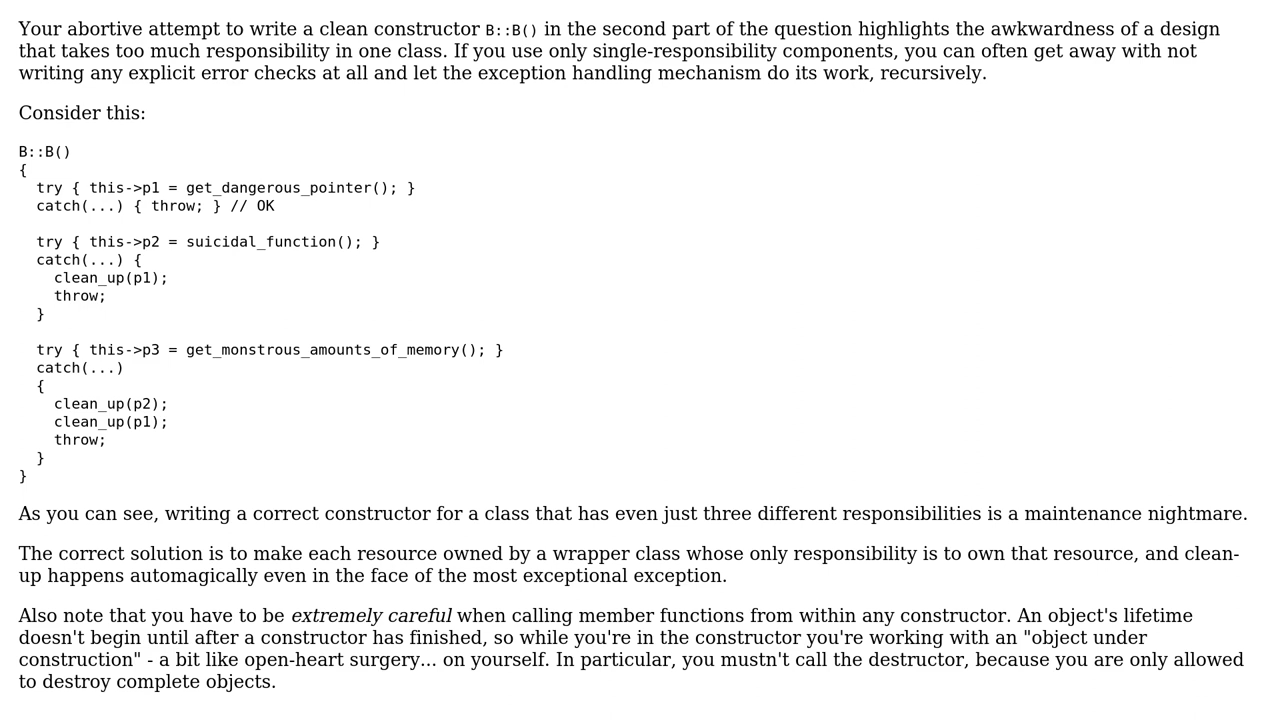 Your abortive attempt to write a clean constructor B::B() in the second part of the question highlights the awkwardness of a design
that takes too much responsibility in one class. If you use only single-responsibility components, you can often get away with not
writing any explicit error checks at all and let the exception handling mechanism do its work, recursively.
Consider this:
B::B()
{
  try { this->p1 = get_dangerous_pointer(); }
  catch(...) { throw; } // OK
  try { this->p2 = suicidal_function(); }
  catch(...) {
    clean_up(p1);
    throw;
  }
  try { this->p3 = get_monstrous_amounts_of_memory(); }
  catch(...)
  {
    clean_up(p2);
    clean_up(p1);
    throw;
  }
}
As you can see, writing a correct constructor for a class that has even just three different responsibilities is a maintenance nightmare.
The correct solution is to make each resource owned by a wrapper class whose only responsibility is to own that resource, and clean-
up happens automagically even in the face of the most exceptional exception.
Also note that you have to be extremely careful when calling member functions from within any constructor. An object's lifetime
doesn't begin until after a constructor has finished, so while you're in the constructor you're working with an "object under
construction" - a bit like open-heart surgery... on yourself. In particular, you mustn't call the destructor, because you are only allowed
to destroy complete objects.